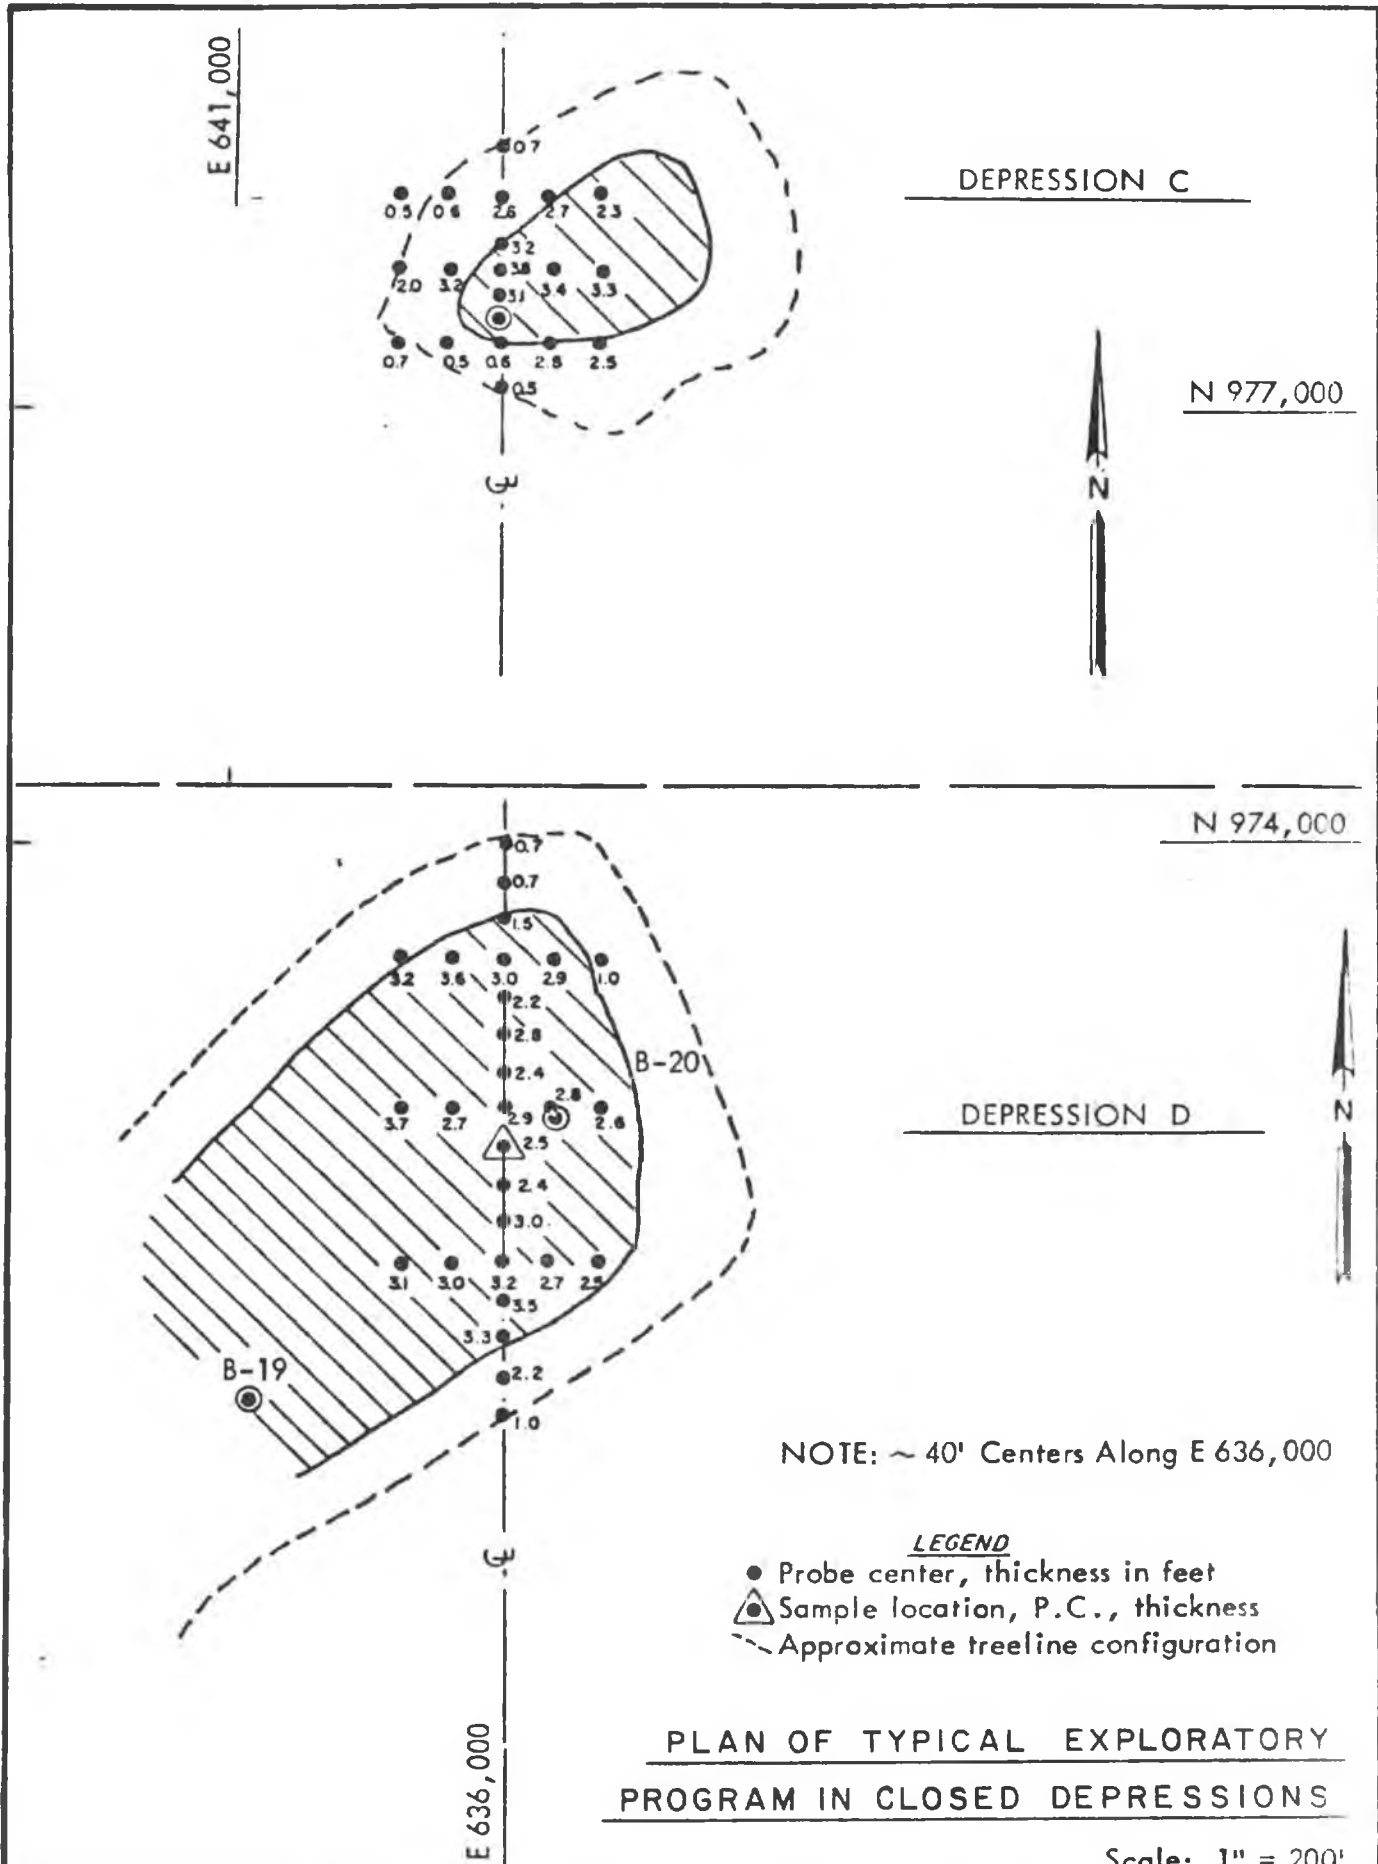 E 641,000
DEPRESSION C
0.7
0.5 0.6 2.6 2.7 2.3
3.2
2.0 3.2 3.8 3.4 3.3
3.1
0.7 0.5 0.6 2.8 2.5
0.5
N 977,000
N
N 974,000
0.7
0.7
1.5
3.2 3.6 3.0 2.9 1.0
2.2
2.8
2.4
B-20
3.7 2.7 2.9 2.8 2.6
N
DEPRESSION D
2.5
2.4
3.0
3.1 3.0 3.2 2.7 2.5
3.5
3.3
B-19
2.2
1.0
NOTE: ~ 40' Centers Along E 636,000
LEGEND
Probe center, thickness in feet
Sample location, P.C., thickness
Approximate treeline configuration
E 636,000
PLAN OF TYPICAL EXPLORATORY
PROGRAM IN CLOSED DEPRESSIONS
Scale: 1" = 200'